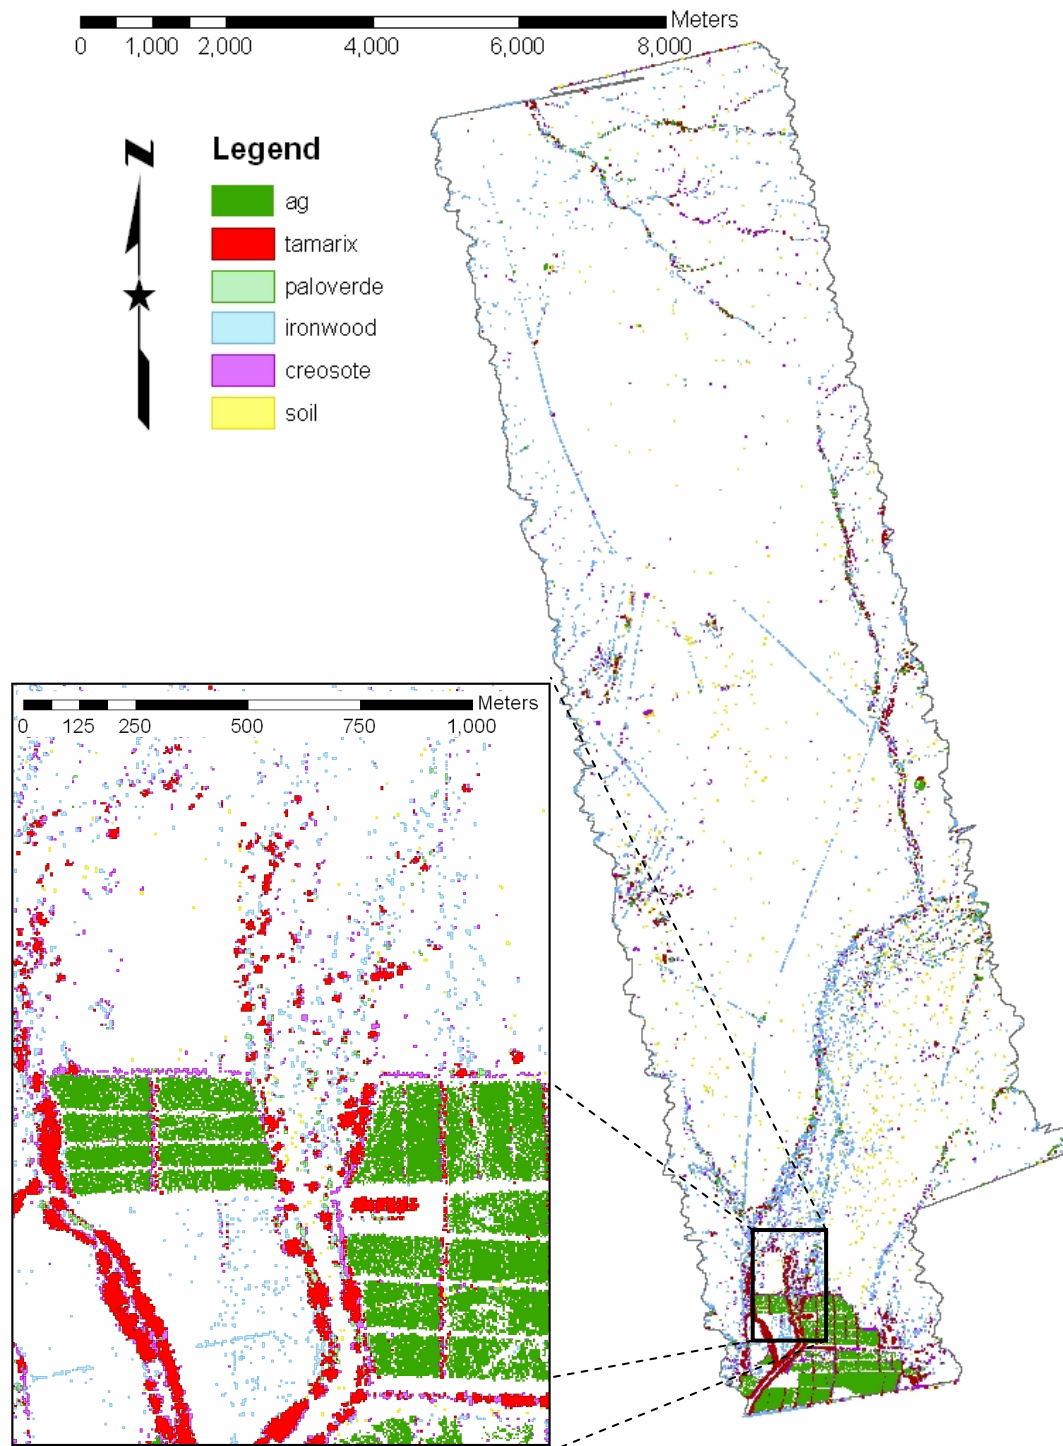 Meters
0 1,000 2,000 4,000 6,000 8,000
N
Legend
ag
tamarix
paloverde
ironwood
creosote
soil
Meters
0 125 250 500 750 1,000